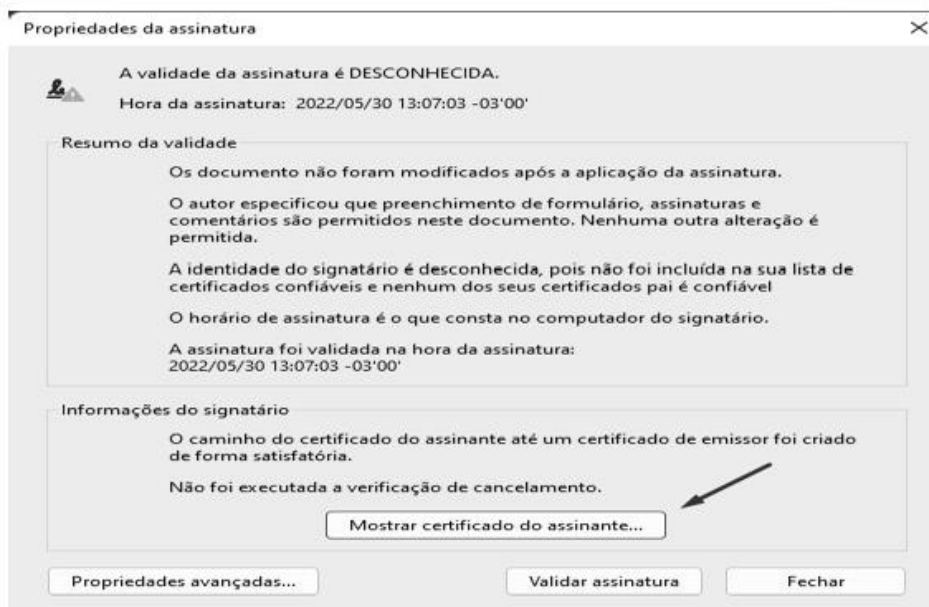 Propriedades da assinatura
A validade da assinatura é DESCONHECIDA.
Hora da assinatura: 2022/05/30 13:07:03 -03'00'
Resumo da validade
Os documento não foram modificados após a aplicação da assinatura.
O autor especificou que preenchimento de formulário, assinaturas e
comentários são permitidos neste documento. Nenhuma outra alteração é
permitida.
A identidade do signatário é desconhecida, pois não foi incluída na sua lista de
certificados confiáveis e nenhum dos seus certificados pai é confiável
O horário de assinatura é o que consta no computador do signatário.
A assinatura foi validada na hora da assinatura:
2022/05/30 13:07:03 -03'00'
Informações do signatário
O caminho do certificado do assinante até um certificado de emissor foi criado
de forma satisfatória.
Não foi executada a verificação de cancelamento.
Mostrar certificado do assinante...
Propriedades avançadas...
Validar assinatura
Fechar